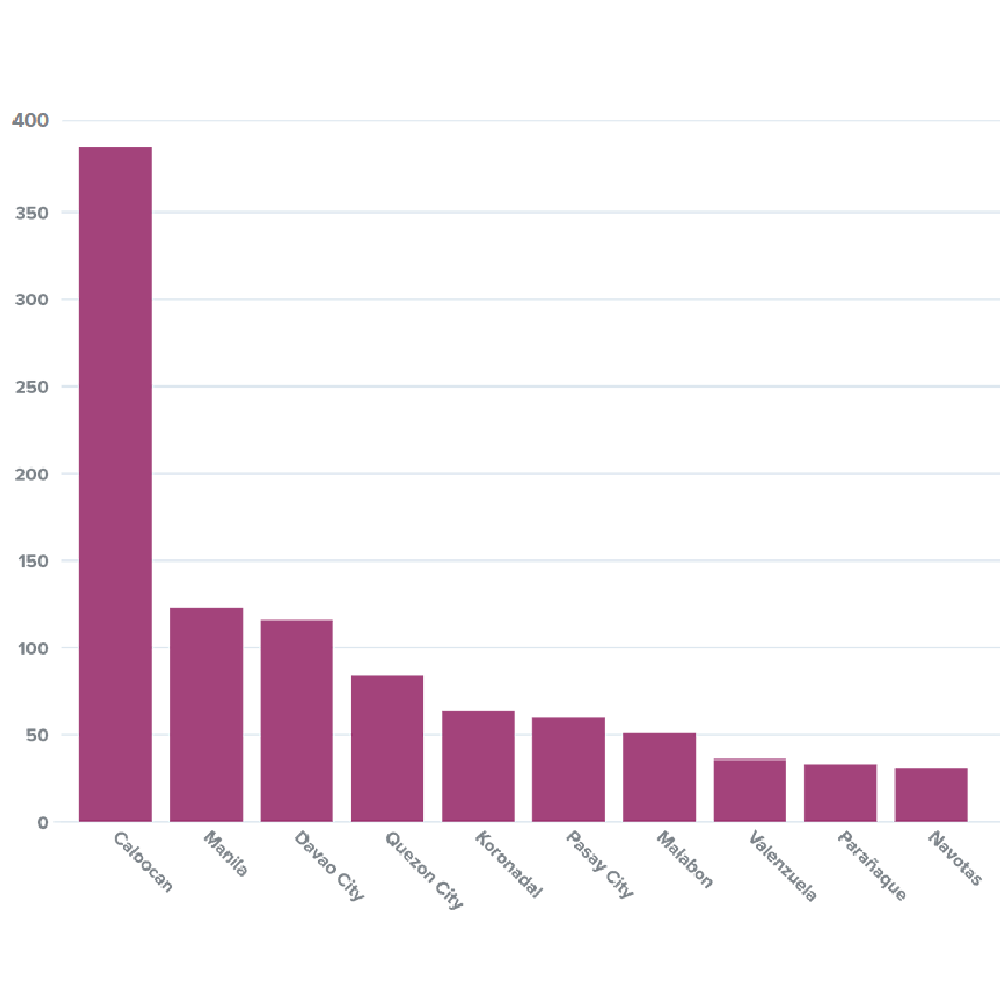 400
350
300
250
200
150
100
50
0
Caloocan
Manila
Davao City
Quezon City
Koronadal
Pasay City
Malabon
Valenzuela
Parañaque
Navotas